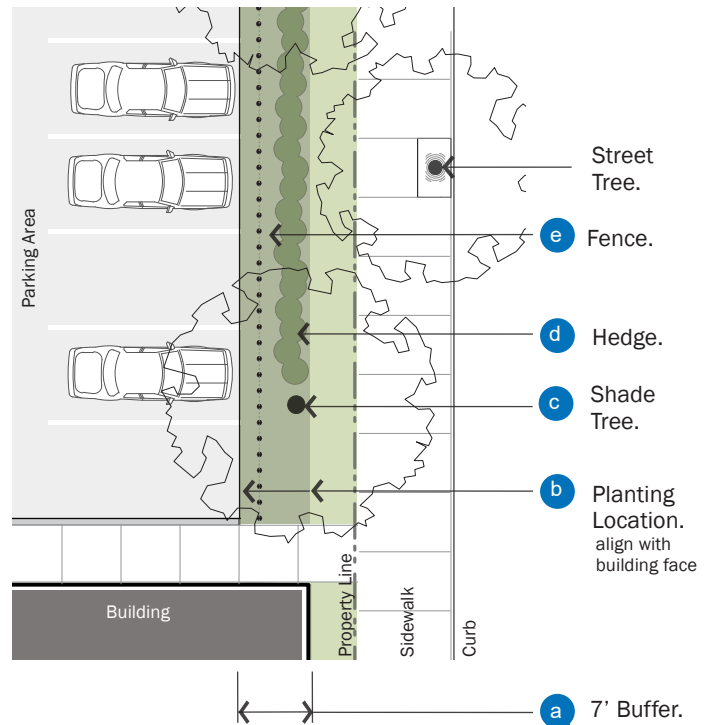 Street
Tree.
e
Fence.
d
Hedge.
c
Shade
Tree.
b
Planting
Location.
align with
building face
a
7’ Buffer.
Parking Area
Building
Property Line
Sidewalk
Curb